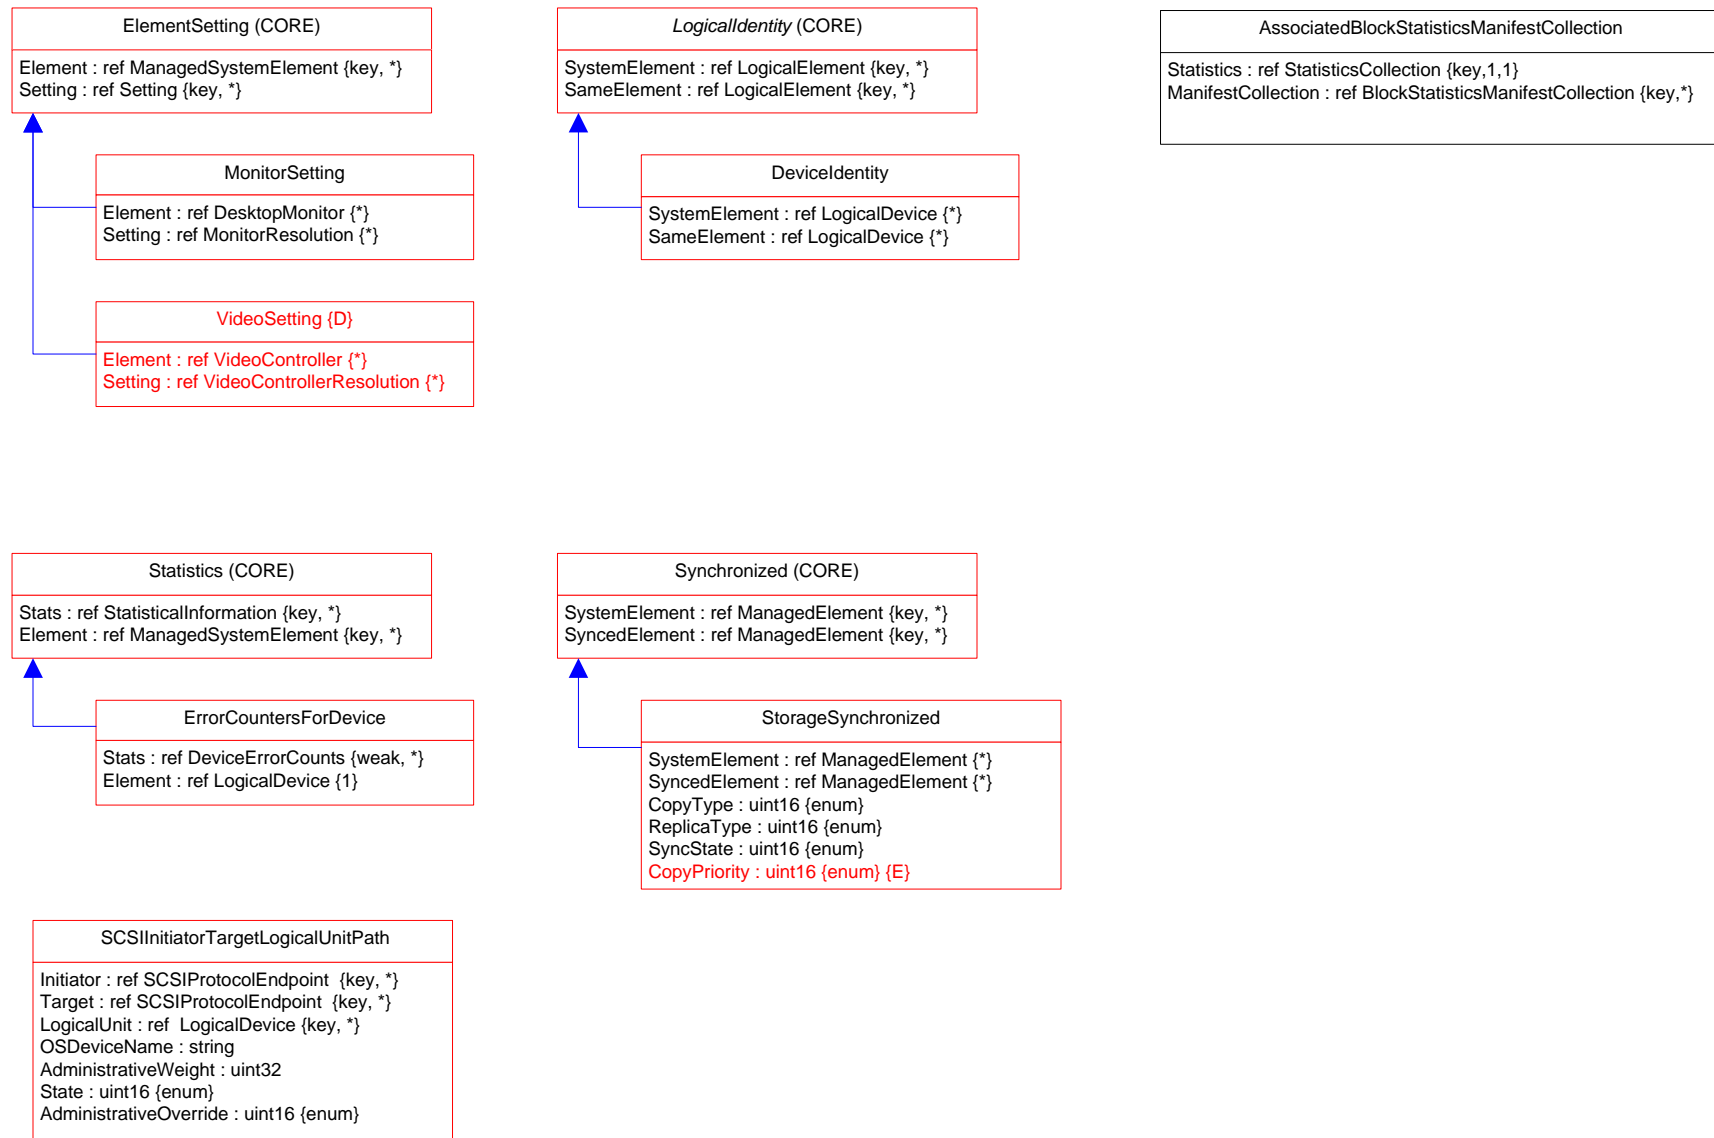 ElementSetting (CORE)
Element : ref ManagedSystemElement {key, *}
Setting : ref Setting {key, *}
MonitorSetting
Element : ref DesktopMonitor {*}
Setting : ref MonitorResolution {*}
VideoSetting {D}
Element : ref VideoController {*}
Setting : ref VideoControllerResolution {*}
LogicalIdentity (CORE)
SystemElement : ref LogicalElement {key, *}
SameElement : ref LogicalElement {key, *}
DeviceIdentity
SystemElement : ref LogicalDevice {*}
SameElement : ref LogicalDevice {*}
AssociatedBlockStatisticsManifestCollection
Statistics : ref StatisticsCollection {key,1,1}
ManifestCollection : ref BlockStatisticsManifestCollection {key,*}
Statistics (CORE)
Stats : ref StatisticalInformation {key, *}
Element : ref ManagedSystemElement {key, *}
ErrorCountersForDevice
Stats : ref DeviceErrorCounts {weak, *}
Element : ref LogicalDevice {1}
Synchronized (CORE)
SystemElement : ref ManagedElement {key, *}
SyncedElement : ref ManagedElement {key, *}
StorageSynchronized
SystemElement : ref ManagedElement {*}
SyncedElement : ref ManagedElement {*}
CopyType : uint16 {enum}
ReplicaType : uint16 {enum}
SyncState : uint16 {enum}
CopyPriority : uint16 {enum} {E}
SCSIInitiatorTargetLogicalUnitPath
Initiator : ref SCSIProtocolEndpoint  {key, *}
Target : ref SCSIProtocolEndpoint  {key, *}
LogicalUnit : ref  LogicalDevice {key, *}
OSDeviceName : string
AdministrativeWeight : uint32
State : uint16 {enum}
AdministrativeOverride : uint16 {enum}